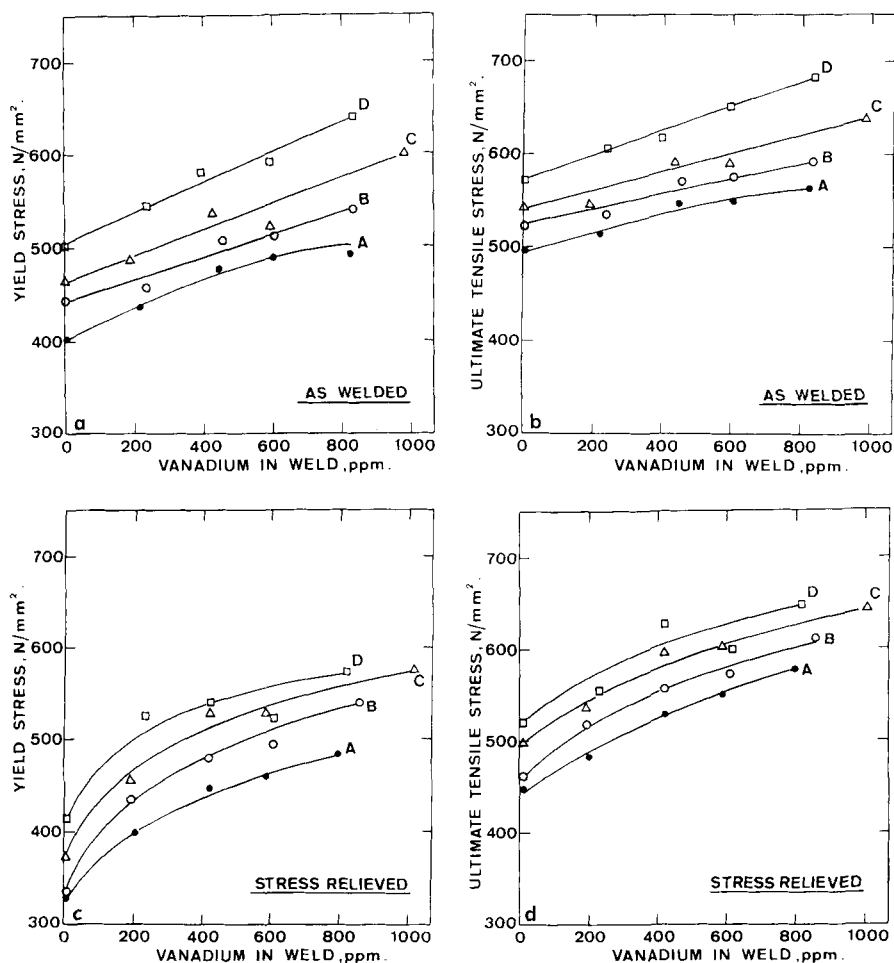 YIELD STRESS, N/mm².
700
600
500
400
300
D
C
B
A
AS WELDED
a
0 200 400 600 800 1000
VANADIUM IN WELD, ppm.
ULTIMATE TENSILE STRESS, N/mm².
700
600
500
400
300
D
C
B
A
AS WELDED
b
0 200 400 600 800 1000
VANADIUM IN WELD, ppm.
YIELD STRESS, N/mm².
700
600
500
400
300
D
C
B
A
STRESS RELIEVED
c
0 200 400 600 800 1000
VANADIUM IN WELD, ppm.
ULTIMATE TENSILE STRESS, N/mm².
700
600
500
400
300
D
C
B
A
STRESS RELIEVED
d
0 200 400 600 800 1000
VANADIUM IN WELD, ppm.